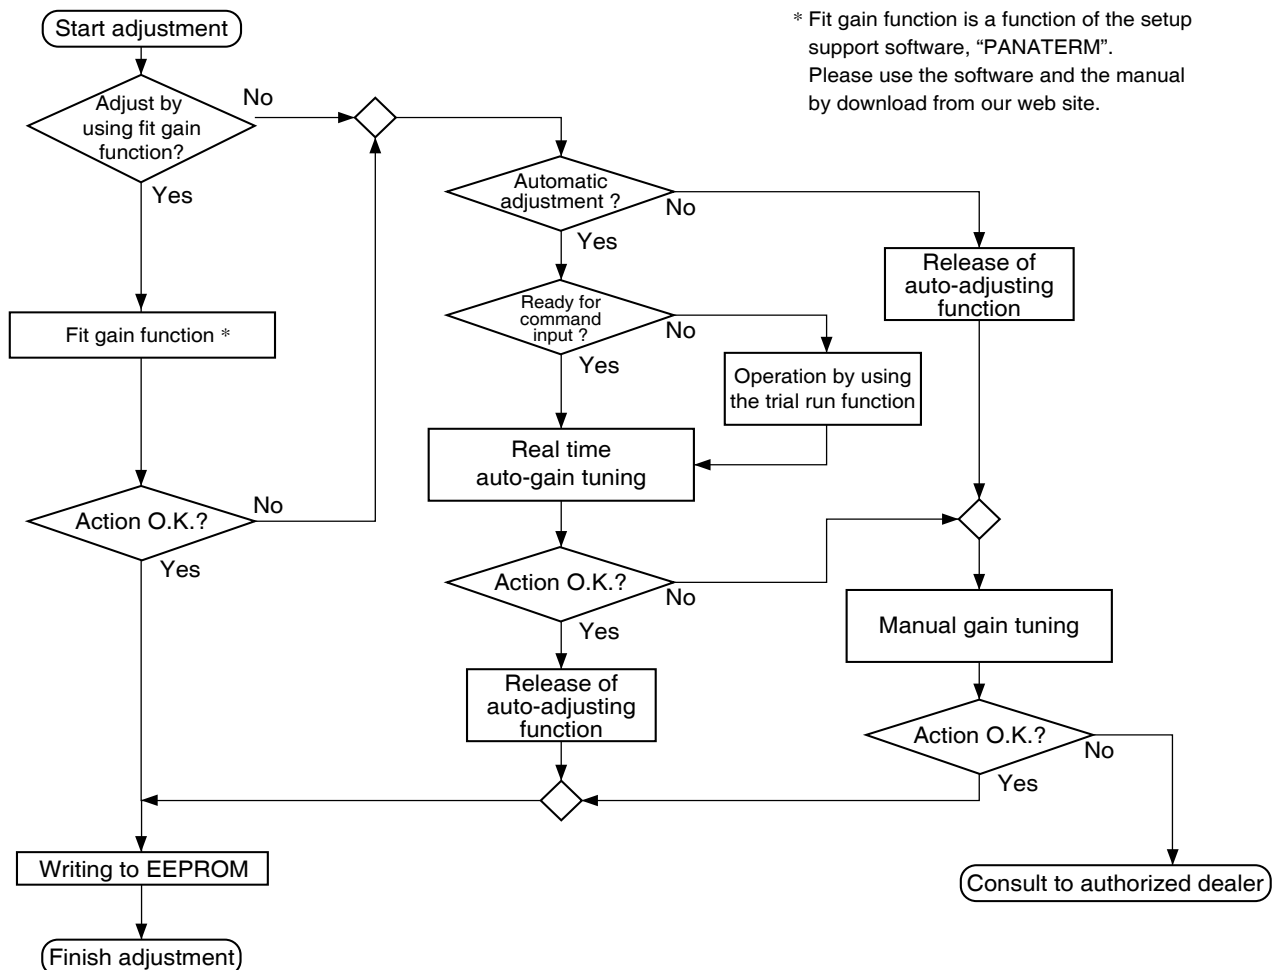 Start adjustment
* Fit gain function is a function of the setup
support software, “PANATERM”.
Please use the software and the manual
by download from our web site.
Adjust by
using fit gain
function?
No
Yes
Automatic
adjustment ?
No
Yes
Release of
auto-adjusting
function
Ready for
command
input ?
No
Yes
Fit gain function *
Operation by using
the trial run function
Real time
auto-gain tuning
Action O.K.?
No
Yes
Action O.K.?
No
Yes
Manual gain tuning
Release of
auto-adjusting
function
Action O.K.?
No
Yes
Writing to EEPROM
Consult to authorized dealer
Finish adjustment